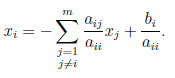 $$x_i = -\sum_{\substack{j=1 \\ j \neq i}}^{m} \frac{a_{ij}}{a_{ii}} x_j + \frac{b_i}{a_{ii}}.$$